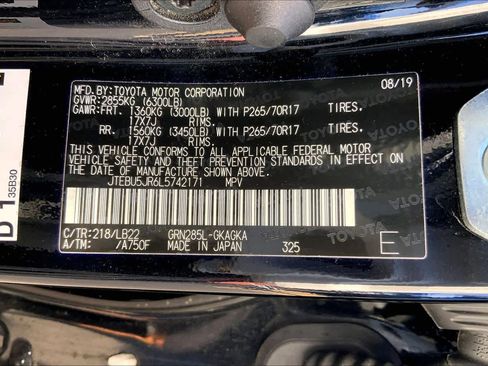 MFD.BY:TOYOTA MOTOR CORPORATION 08/19
GVWR:2855KG (6300LB)
GAWR:FRT. 1360KG (3000LB) WITH P265/70R17 TIRES.
17X7J RIMS.
RR. 1560KG (3450LB) WITH P265/70R17 TIRES.
17X7J RIMS.
THIS VEHICLE CONFORMS TO ALL APPLICABLE FEDERAL MOTOR
VEHICLE SAFETY AND THEFT PREVENTION STANDARDS IN EFFECT
ON THE DATE OF MANUFACTURE SHOWN ABOVE.
JTEBU5JR6L5742171 MPV
C/TR:218/LB22 GRN285L-GKAGKA
A/TM: /A750F MADE IN JAPAN 325 E
D 1
35B30